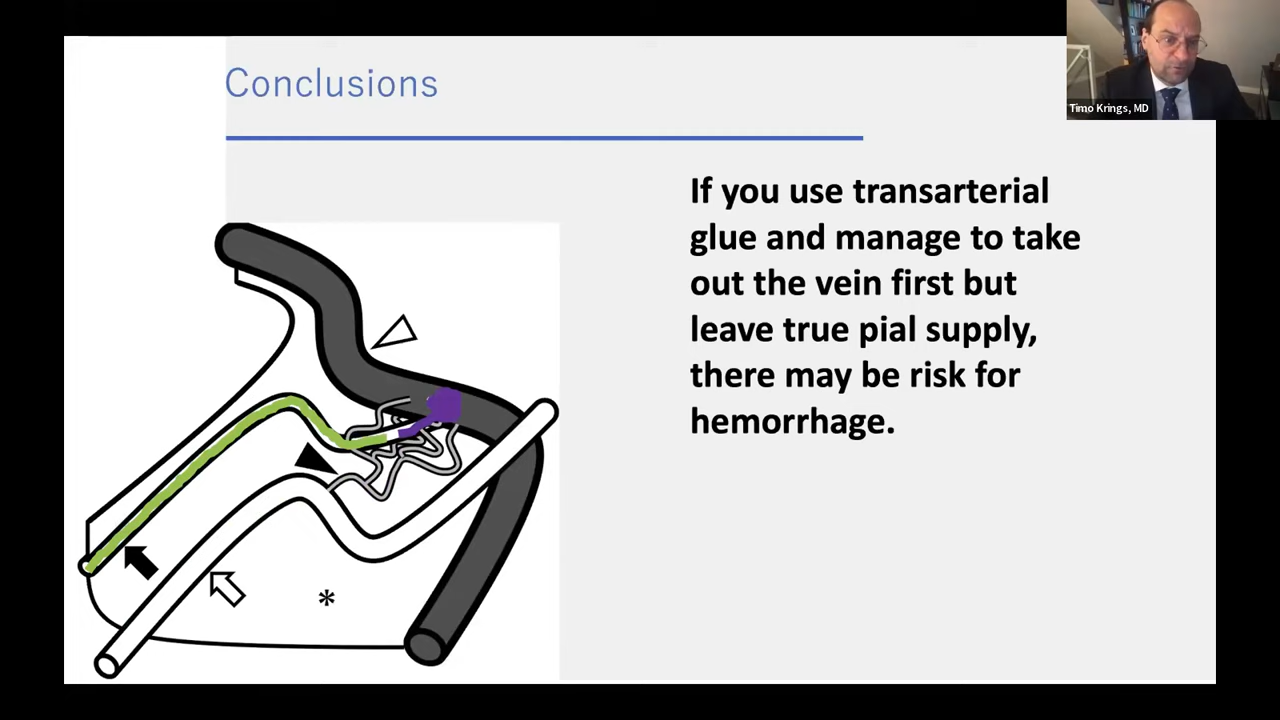 Conclusions
Timo Krings, MD
If you use transarterial
glue and manage to take
out the vein first but
leave true pial supply,
there may be risk for
hemorrhage.
*